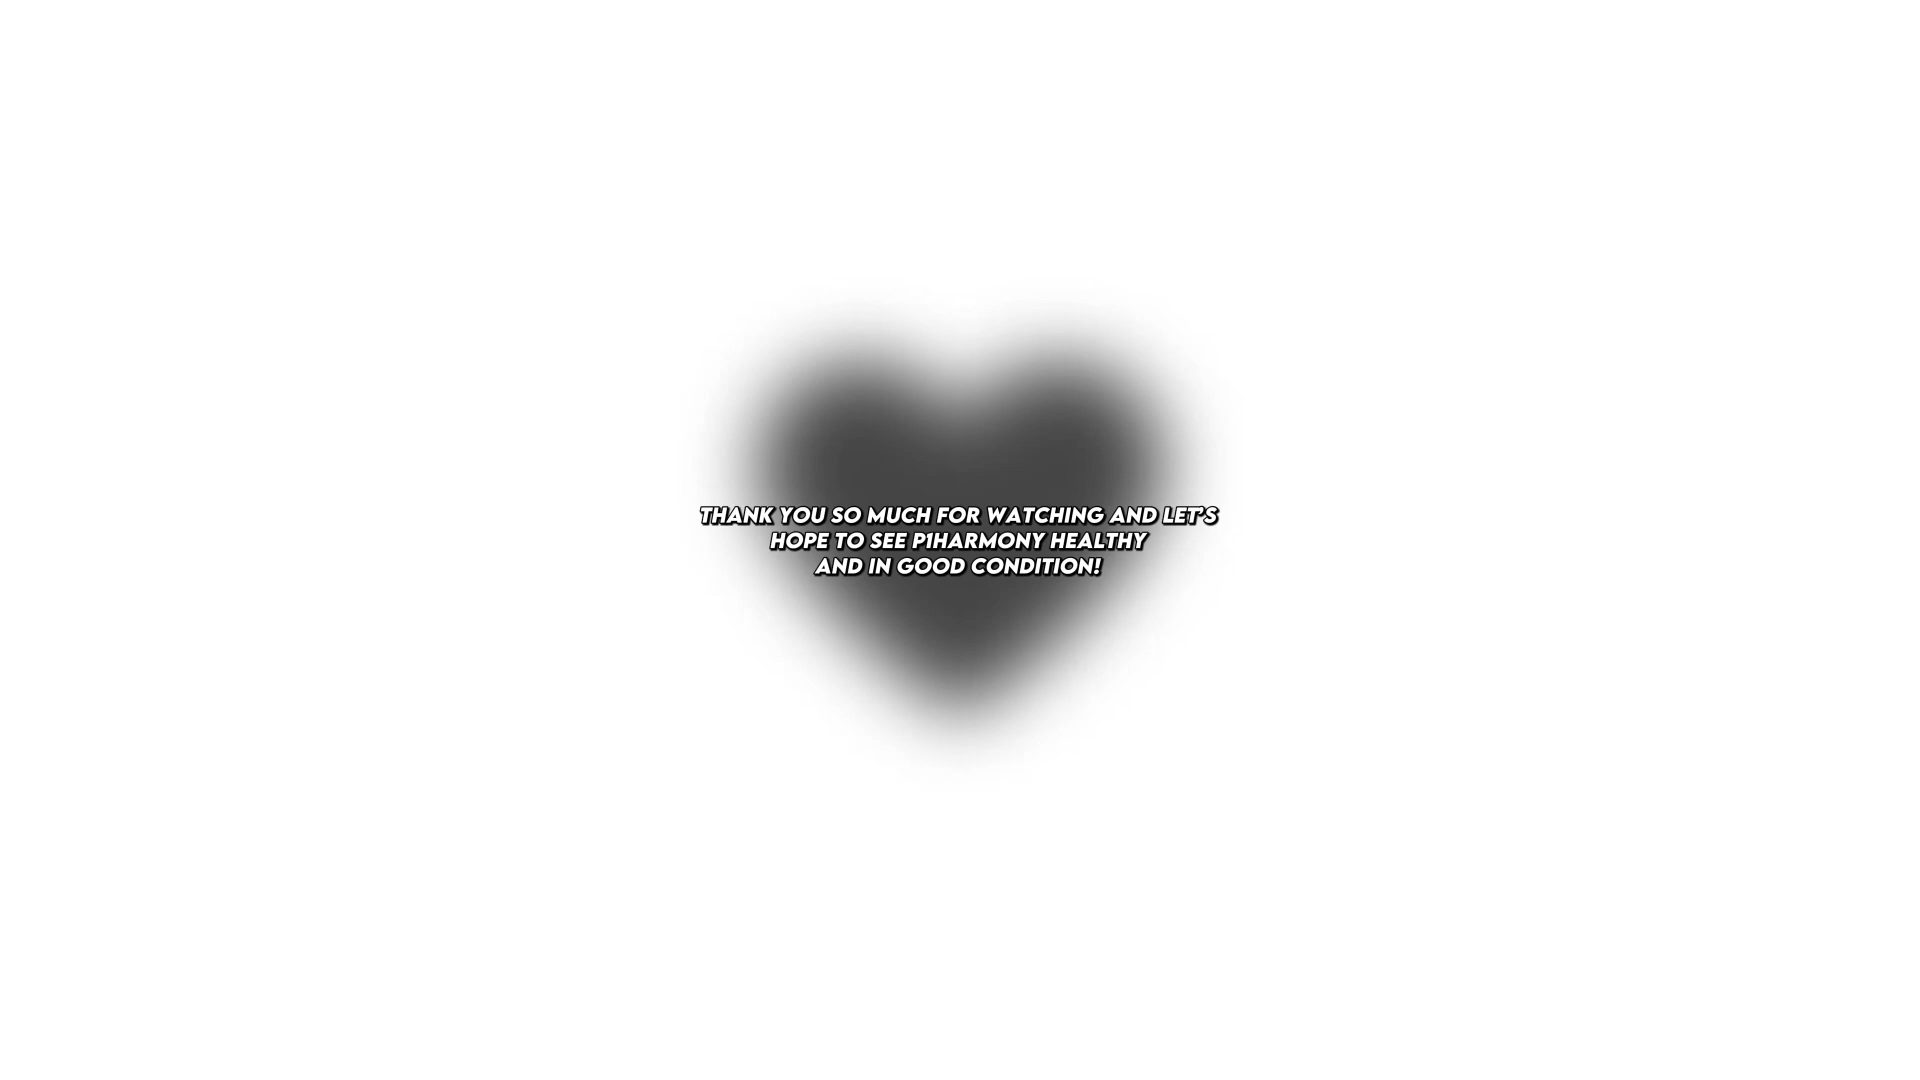 THANK YOU SO MUCH FOR WATCHING AND LET'S
HOPE TO SEE P1HARMONY HEALTHY
AND IN GOOD CONDITION!